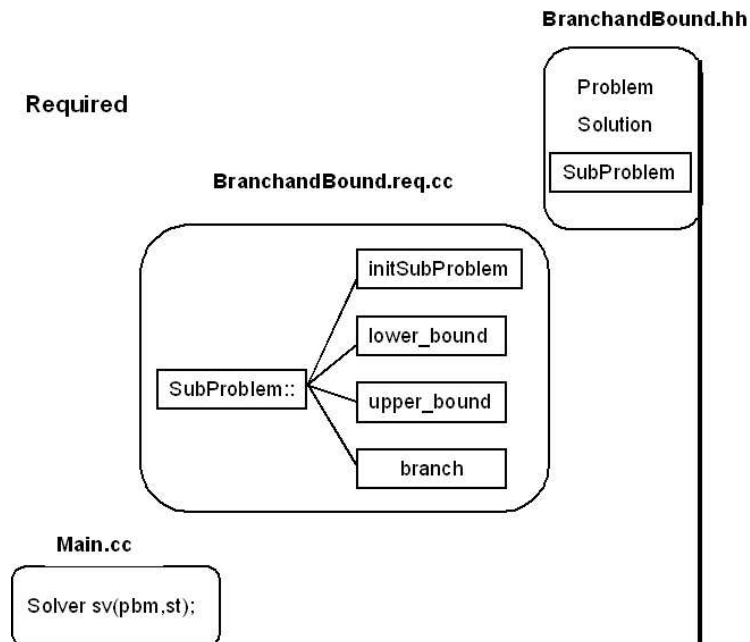 BranchandBound.hh
Problem
Solution
SubProblem
Required
BranchandBound.req.cc
initSubProblem
lower_bound
SubProblem::
upper_bound
branch
Main.cc
Solver sv(pbm,st);